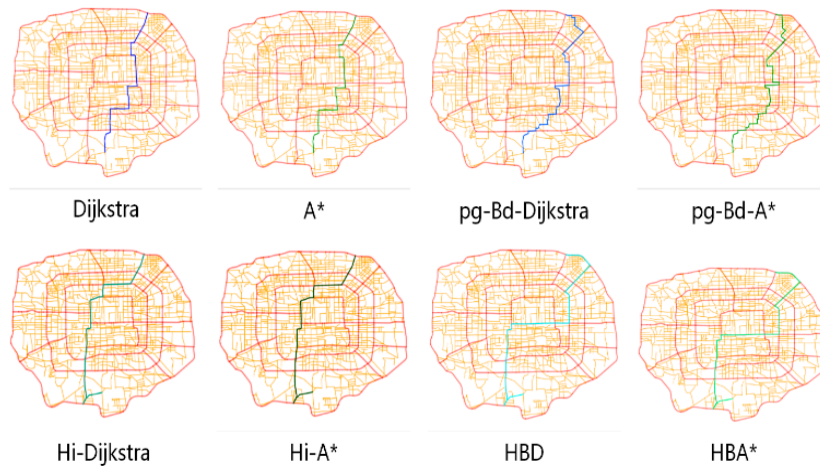 Dijkstra
A*
pg-Bd-Dijkstra
pg-Bd-A*
Hi-Dijkstra
Hi-A*
HBD
HBA*